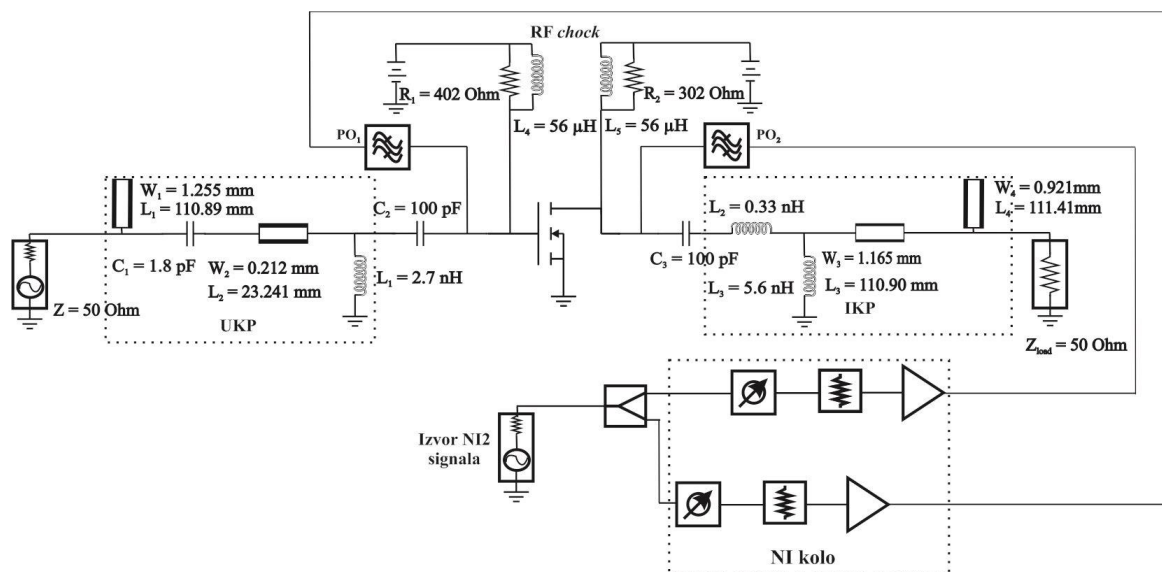 RF chock
R₁ = 402 Ohm
R₂ = 302 Ohm
L₄ = 56 µH
L₅ = 56 µH
PO₁
PO₂
W₁ = 1.255 mm
L₁ = 110.89 mm
C₂ = 100 pF
L₂ = 0.33 nH
W₄ = 0.921mm
L₄ = 111.41mm
C₁ = 1.8 pF
W₂ = 0.212 mm
L₂ = 23.241 mm
L₁ = 2.7 nH
C₃ = 100 pF
L₃ = 5.6 nH
W₃ = 1.165 mm
L₃ = 110.90 mm
Z = 50 Ohm
UKP
IKP
Zload = 50 Ohm
Izvor NI2
signala
NI kolo